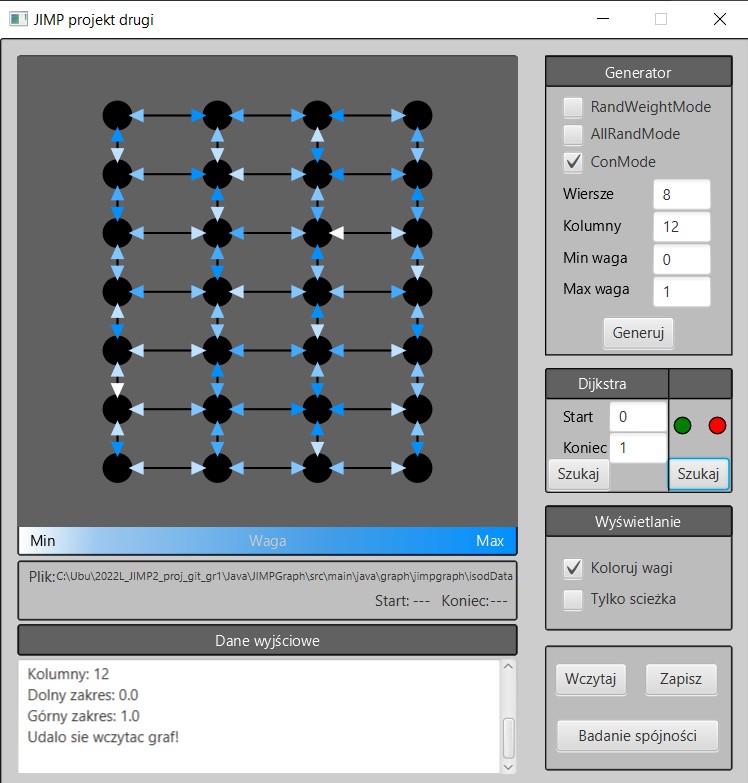 JIMP projekt drugi
Generator
RandWeightMode
AllRandMode
ConMode
Wiersze 8
Kolumny 12
Min waga 0
Max waga 1
Generuj
Dijkstra
Start 0
Koniec 1
Szukaj Szukaj
Wyświetlanie
Koloruj wagi
Tylko scieżka
Wczytaj Zapisz
Badanie spójności
Min Waga Max
Plik:C:\Ubu\2022L_JIMP2_proj_git_gr1\Java\JIMPGraph\src\main\java\graph\jimpgraph\isodData
Start: --- Koniec:---
Dane wyjściowe
Kolumny: 12
Dolny zakres: 0.0
Górny zakres: 1.0
Udalo sie wczytac graf!